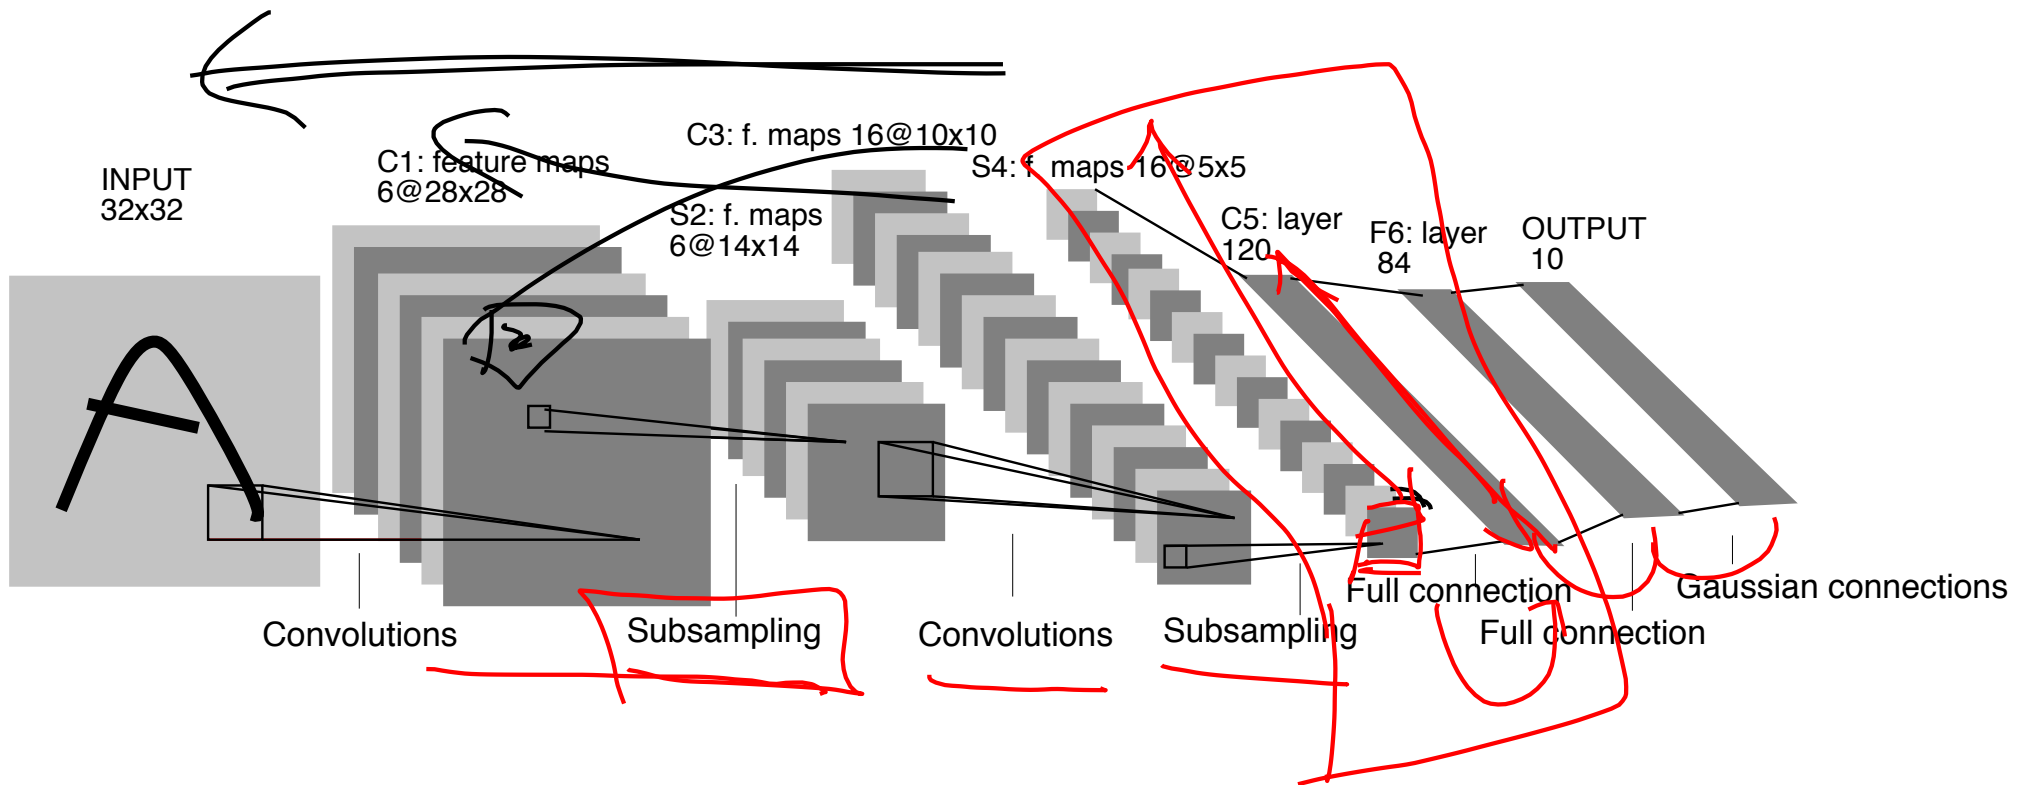 INPUT
32x32
C1: feature maps
6@28x28
S2: f. maps
6@14x14
C3: f. maps 16@10x10
S4: f. maps 16@5x5
C5: layer
120
F6: layer
84
OUTPUT
10
A
Convolutions
Subsampling
Convolutions
Subsampling
Full connection
Full connection
Gaussian connections